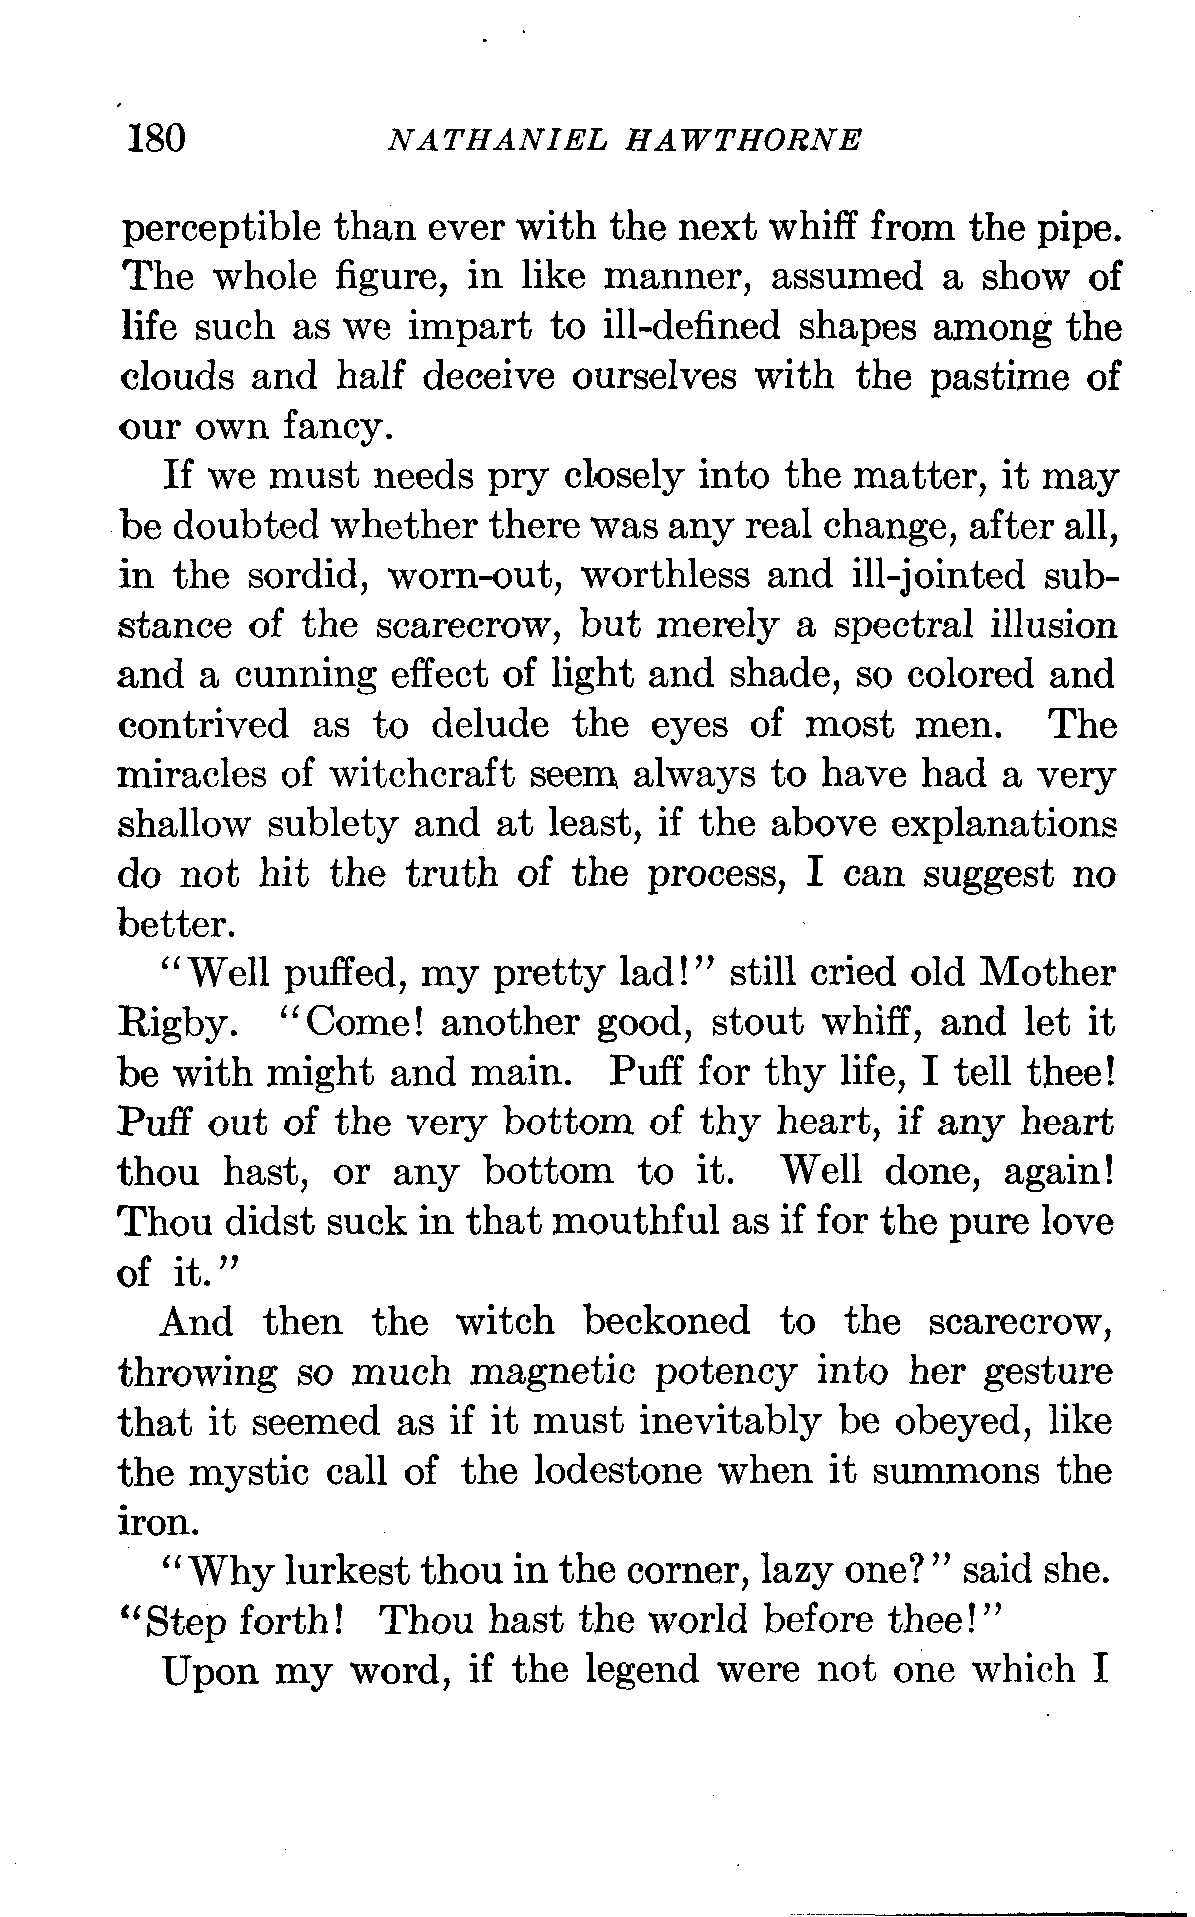 180 NATHANIEL HAWTHORNE
perceptible than ever with the next whiff from the pipe.
The whole figure, in like manner, assumed a show of
life such as we impart to ill-defined shapes among the
clouds and half deceive ourselves with the pastime of
our own fancy.
If we must needs pry closely into the matter, it may
be doubted whether there was any real change, after all,
in the sordid, worn-out, worthless and ill-jointed sub-
stance of the scarecrow, but merely a spectral illusion
and a cunning effect of light and shade, so colored and
contrived as to delude the eyes of most men. The
miracles of witchcraft seem always to have had a very
shallow sublety and at least, if the above explanations
do not hit the truth of the process, I can suggest no
better.
"Well puffed, my pretty lad!" still cried old Mother
Rigby. "Come! another good, stout whiff, and let it
be with might and main. Puff for thy life, I tell thee!
Puff out of the very bottom of thy heart, if any heart
thou hast, or any bottom to it. Well done, again!
Thou didst suck in that mouthful as if for the pure love
of it."
And then the witch beckoned to the scarecrow,
throwing so much magnetic potency into her gesture
that it seemed as if it must inevitably be obeyed, like
the mystic call of the lodestone when it summons the
iron.
"Why lurkest thou in the corner, lazy one?" said she.
"Step forth! Thou hast the world before thee!"
Upon my word, if the legend were not one which I